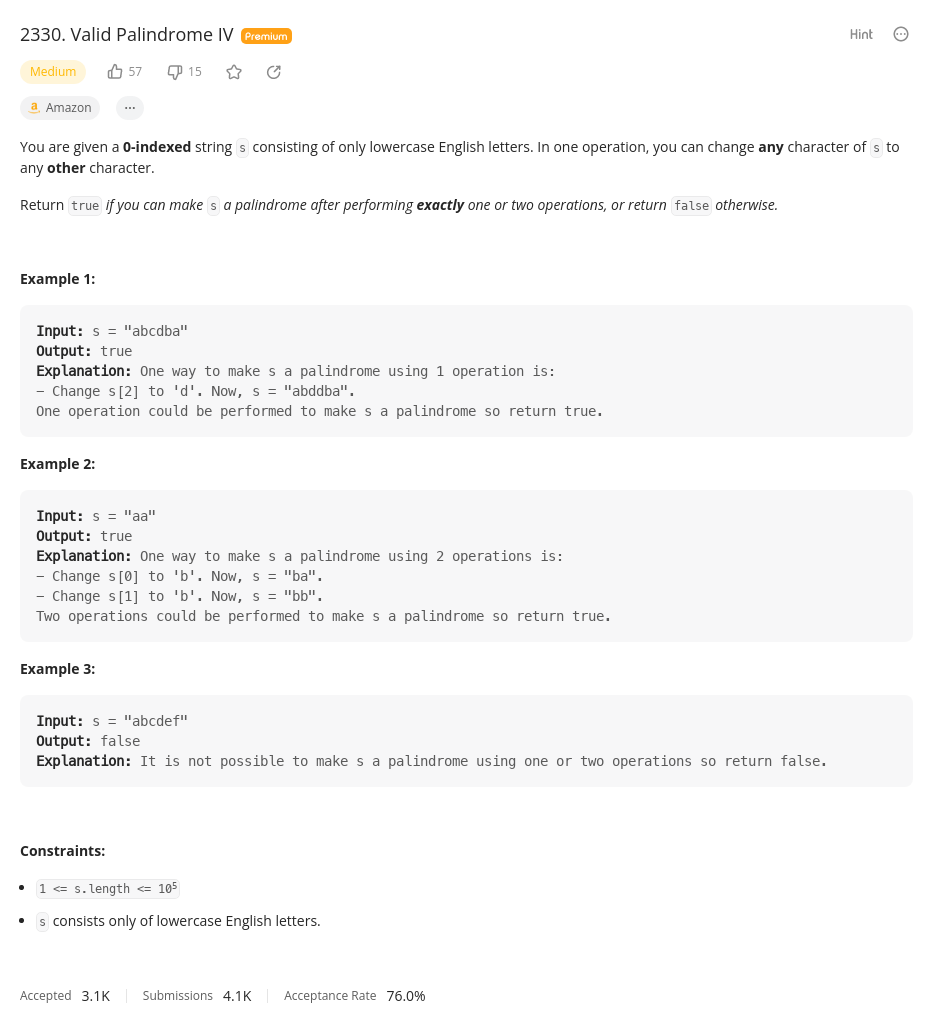 2330. Valid Palindrome IV Premium Hint
Medium 57 15
a Amazon ...
You are given a 0-indexed string s consisting of only lowercase English letters. In one operation, you can change any character of s to
any other character.
Return true if you can make s a palindrome after performing exactly one or two operations, or return false otherwise.
Example 1:
Input: s = "abcdba"
Output: true
Explanation: One way to make s a palindrome using 1 operation is:
- Change s[2] to 'd'. Now, s = "abddba".
One operation could be performed to make s a palindrome so return true.
Example 2:
Input: s = "aa"
Output: true
Explanation: One way to make s a palindrome using 2 operations is:
- Change s[0] to 'b'. Now, s = "ba".
- Change s[1] to 'b'. Now, s = "bb".
Two operations could be performed to make s a palindrome so return true.
Example 3:
Input: s = "abcdef"
Output: false
Explanation: It is not possible to make s a palindrome using one or two operations so return false.
Constraints:
• 1 <= s.length <= 10⁵
• s consists only of lowercase English letters.
Accepted 3.1K Submissions 4.1K Acceptance Rate 76.0%